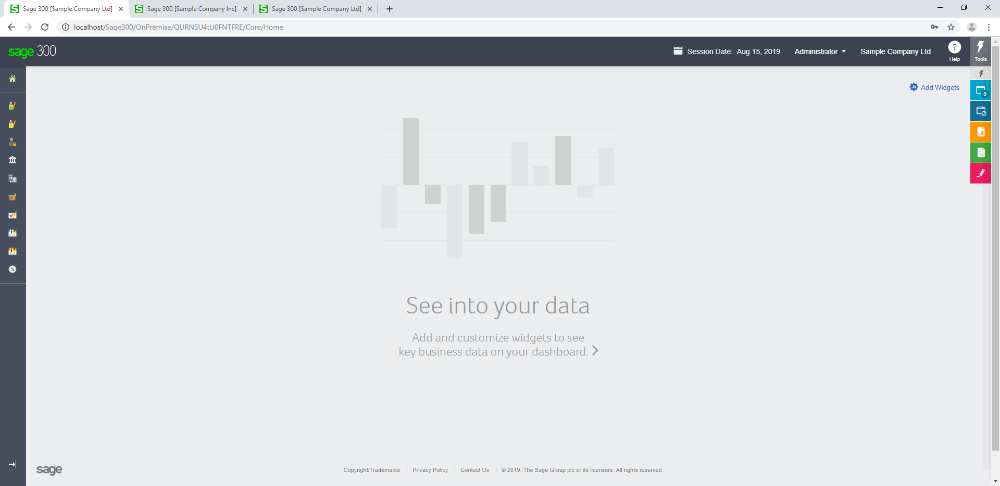 Sage 300 [Sample Company Ltd]
Sage 300 [Sample Company Inc]
Sage 300 [Sample Company Ltd]
localhost/Sage300/OnPremise/QURNSU4tU0FNTFRE/Core/Home
sage 300
Session Date: Aug 15, 2019
Administrator
Sample Company Ltd
?
Help
Tools
Add Widgets
0
See into your data
Add and customize widgets to see
key business data on your dashboard.
sage
Copyright/Trademarks | Privacy Policy | Contact Us | © 2019, The Sage Group plc or its licensors. All rights reserved.